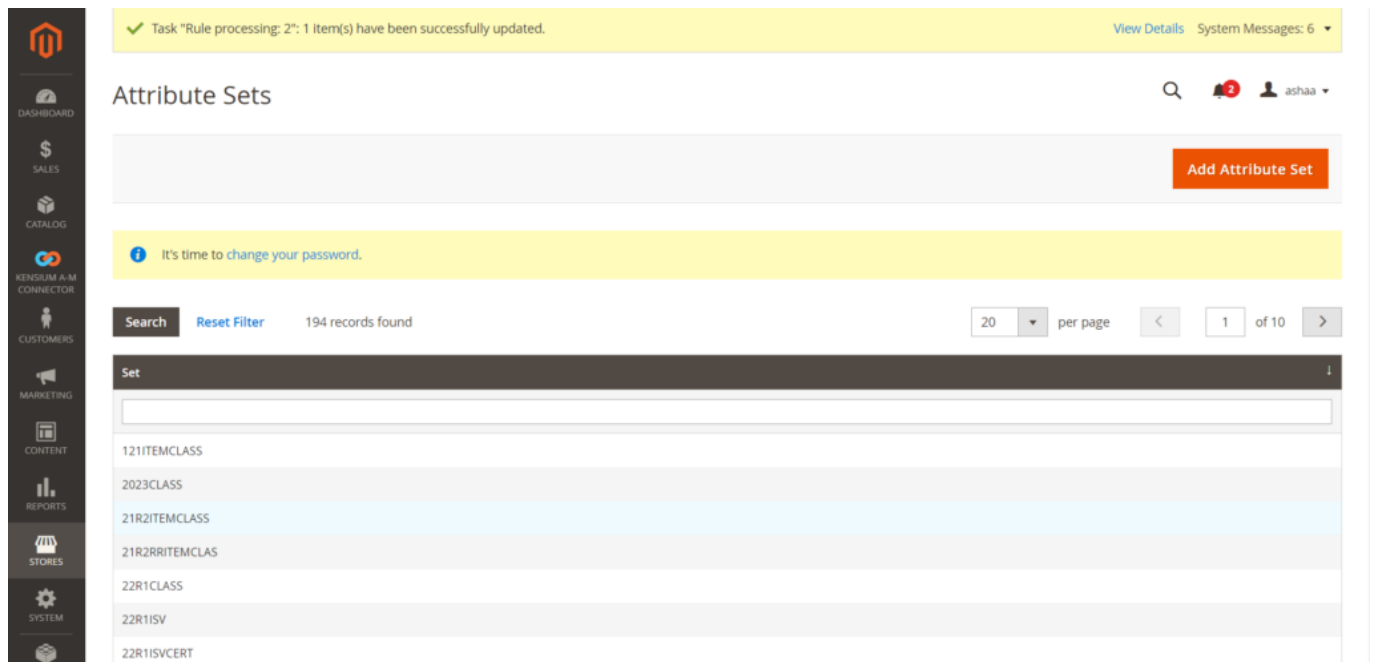 Task "Rule processing: 2": 1 item(s) have been successfully updated.
View Details System Messages: 6
Attribute Sets
2 ashaa
DASHBOARD
SALES
CATALOG
KENSIUM A-M
CONNECTOR
CUSTOMERS
MARKETING
CONTENT
REPORTS
STORES
SYSTEM
Add Attribute Set
It's time to change your password.
Search Reset Filter 194 records found
20 per page 1 of 10
Set
121ITEMCLASS
2023CLASS
21R2ITEMCLASS
21R2RRITEMCLAS
22R1CLASS
22R1ISV
22R1ISVCERT